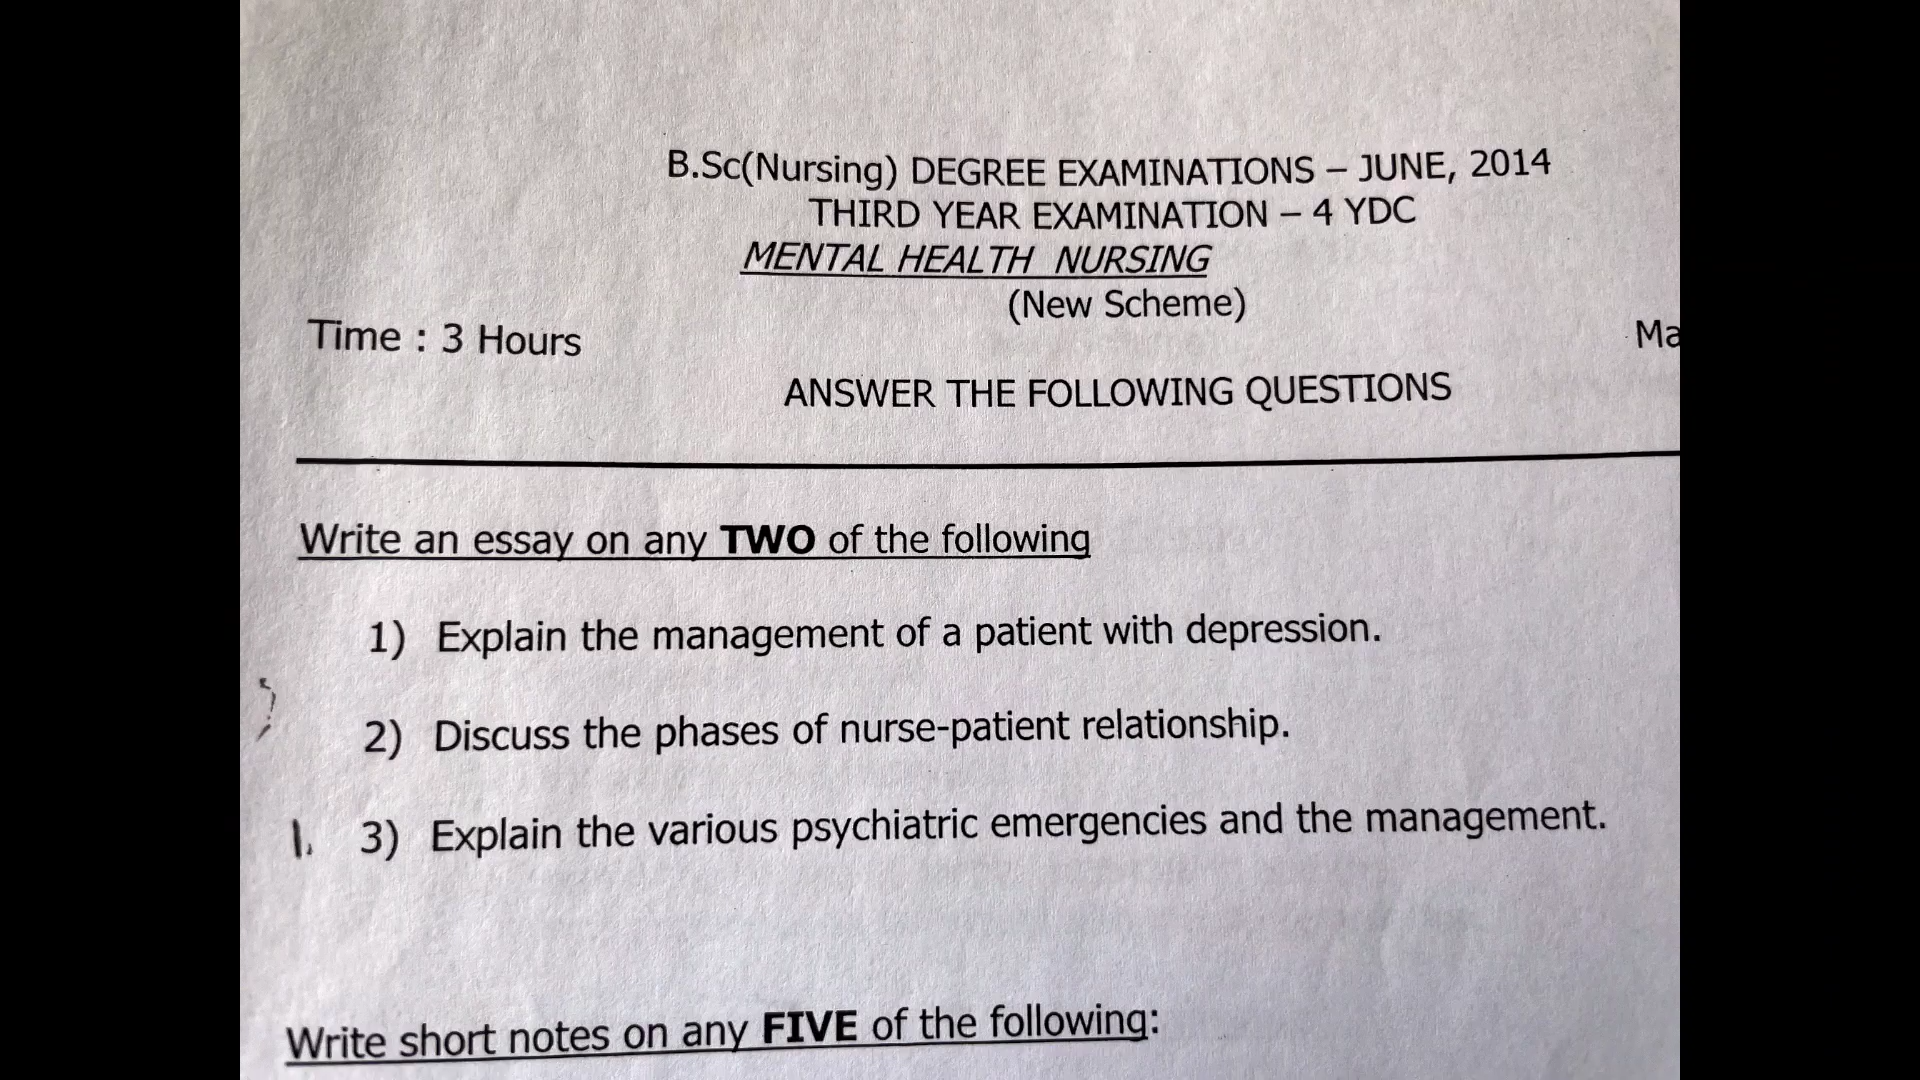 B.Sc(Nursing) DEGREE EXAMINATIONS – JUNE, 2014
THIRD YEAR EXAMINATION – 4 YDC
MENTAL HEALTH NURSING
(New Scheme)
Time : 3 Hours
Ma
ANSWER THE FOLLOWING QUESTIONS
Write an essay on any TWO of the following
1) Explain the management of a patient with depression.
2) Discuss the phases of nurse-patient relationship.
1. 3) Explain the various psychiatric emergencies and the management.
Write short notes on any FIVE of the following: